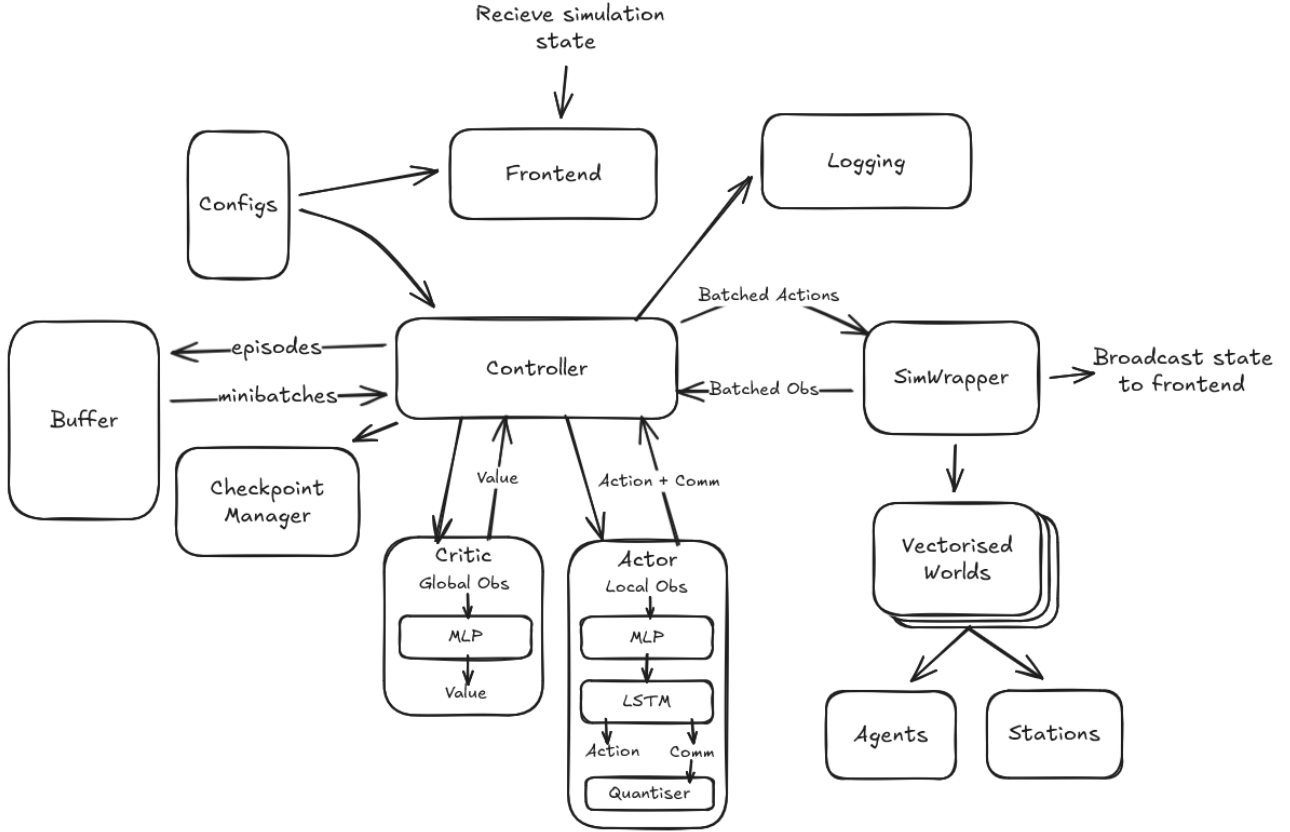 Recieve simulation
state
Frontend
Logging
Configs
Batched Actions
episodes
Controller
SimWrapper
Broadcast state
to frontend
minibatches
Batched Obs
Buffer
Checkpoint
Manager
Value
Action + Comm
Vectorised
Worlds
Critic
Global Obs
MLP
Value
Actor
Local Obs
MLP
LSTM
Action
Comm
Quantiser
Agents
Stations